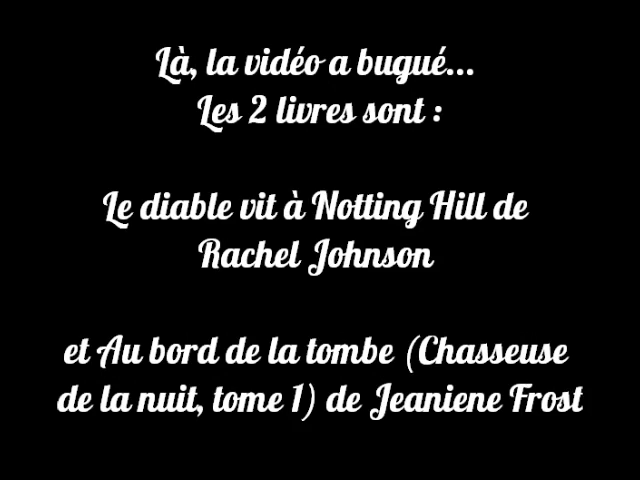 Là, la vidéo a bugué...
Les 2 livres sont :
Le diable vit à Notting Hill de
Rachel Johnson
et Au bord de la tombe (Chasseuse
de la nuit, tome 1) de Jeaniene Frost